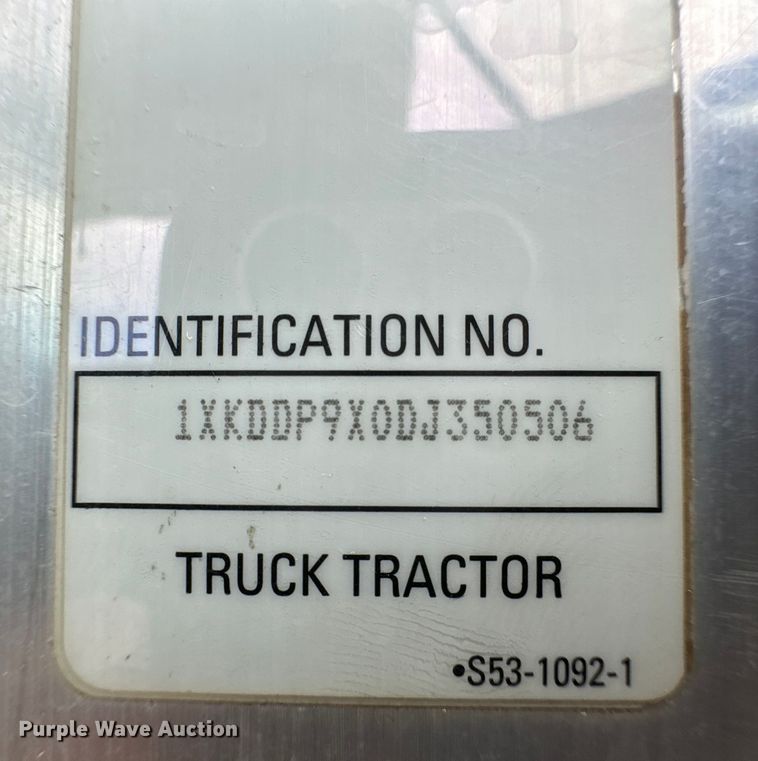 IDENTIFICATION NO.
1XKDDP9X0DJ350506
TRUCK TRACTOR
•S53-1092-1
Purple Wave Auction